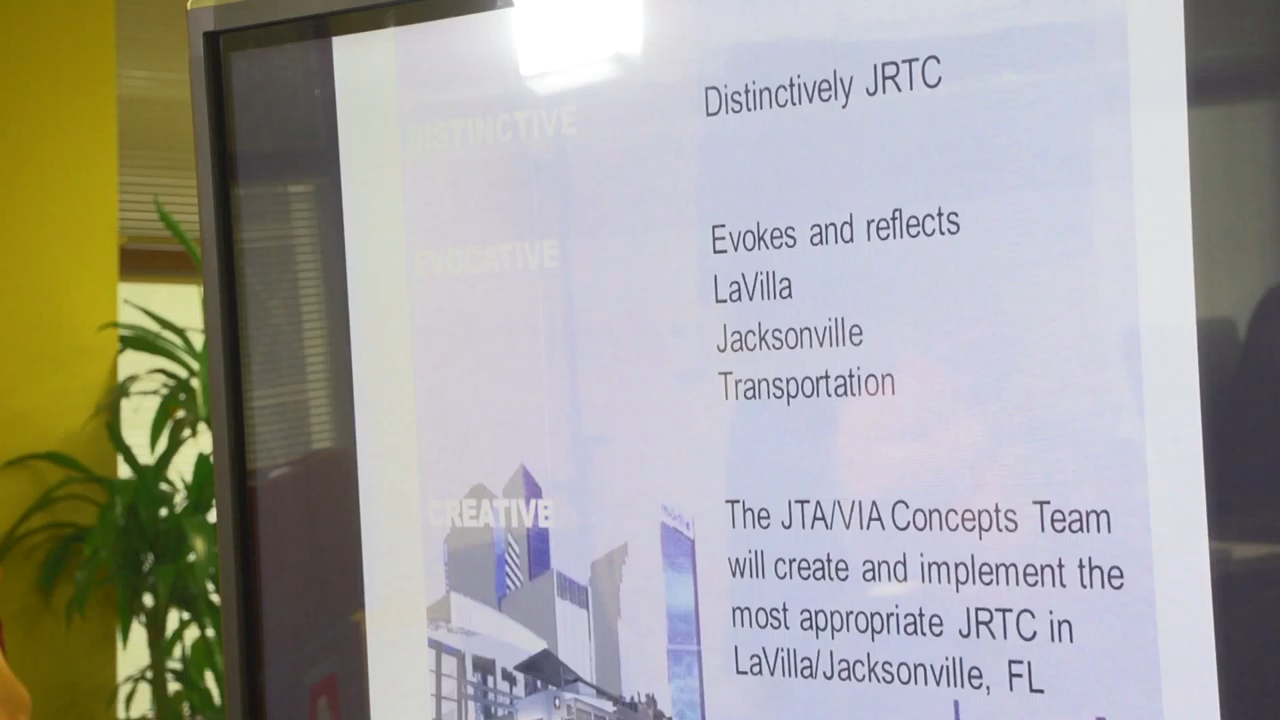 DISTINCTIVE
Distinctively JRTC
EVOCATIVE
Evokes and reflects
LaVilla
Jacksonville
Transportation
CREATIVE
The JTA/VIA Concepts Team
will create and implement the
most appropriate JRTC in
LaVilla/Jacksonville, FL